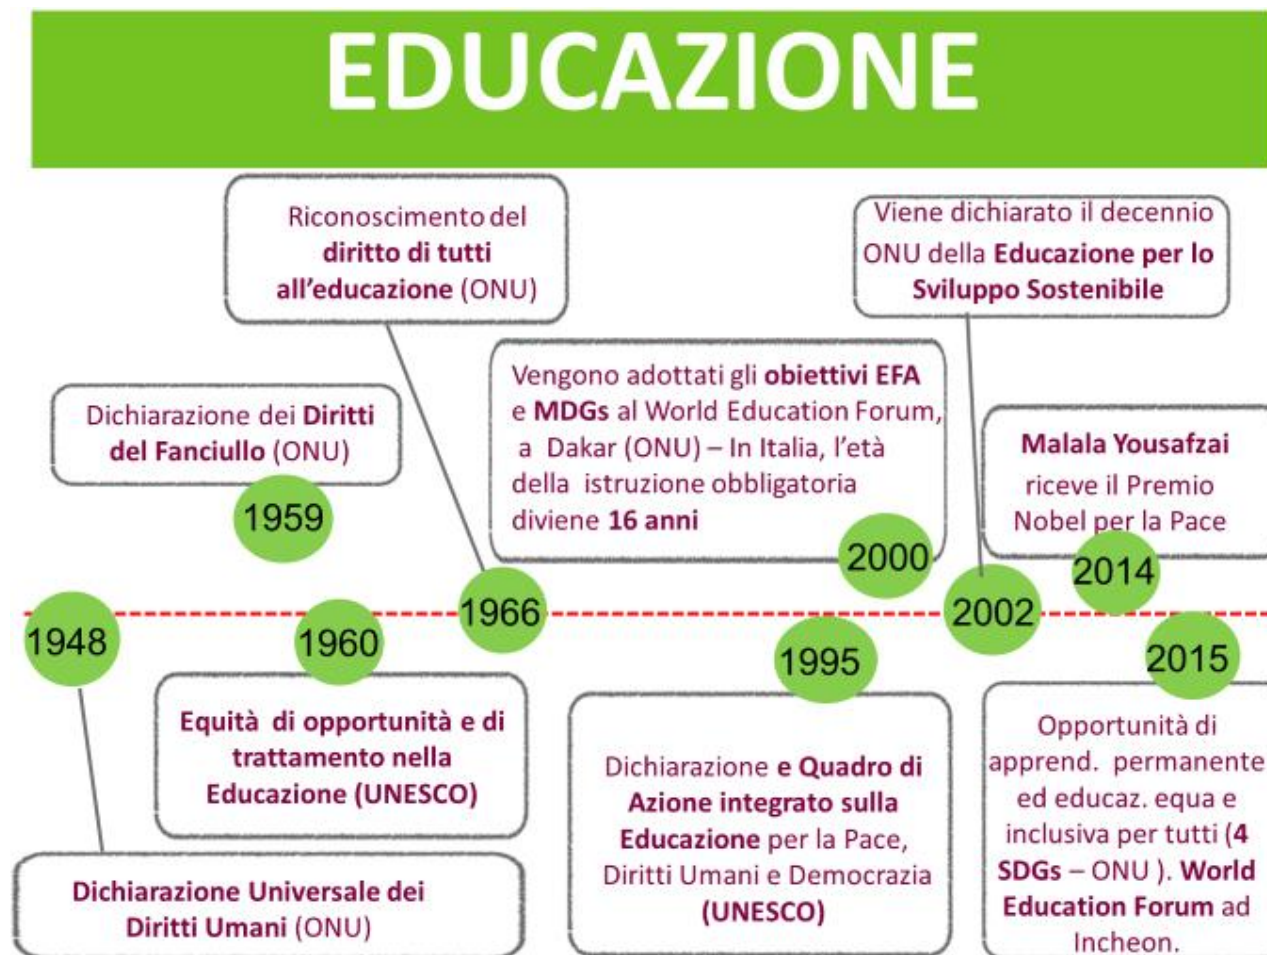 EDUCAZIONE
Riconoscimento del
diritto di tutti
all'educazione (ONU)
Viene dichiarato il decennio
ONU della Educazione per lo
Sviluppo Sostenibile
Dichiarazione dei Diritti
del Fanciullo (ONU)
1959
Vengono adottati gli obiettivi EFA
e MDGs al World Education Forum,
a Dakar (ONU) – In Italia, l'età
della istruzione obbligatoria
diviene 16 anni
2000
Malala Yousafzai
riceve il Premio
Nobel per la Pace
2014
1948
1960
1966
1995
2002
2015
Equità di opportunità e di
trattamento nella
Educazione (UNESCO)
Dichiarazione Universale dei
Diritti Umani (ONU)
Dichiarazione e Quadro di
Azione integrato sulla
Educazione per la Pace,
Diritti Umani e Democrazia
(UNESCO)
Opportunità di
apprend. permanente
ed educaz. equa e
inclusiva per tutti (4
SDGs – ONU ). World
Education Forum ad
Incheon.